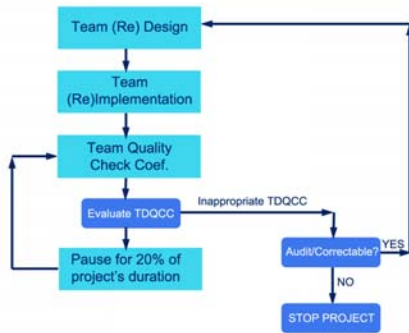 Team (Re) Design
Team
(Re)Implementation
Team Quality
Check Coef.
Inappropriate TDQCC
Evaluate TDQCC
Audit/Correctable?
YES
Pause for 20% of
project's duration
NO
STOP PROJECT